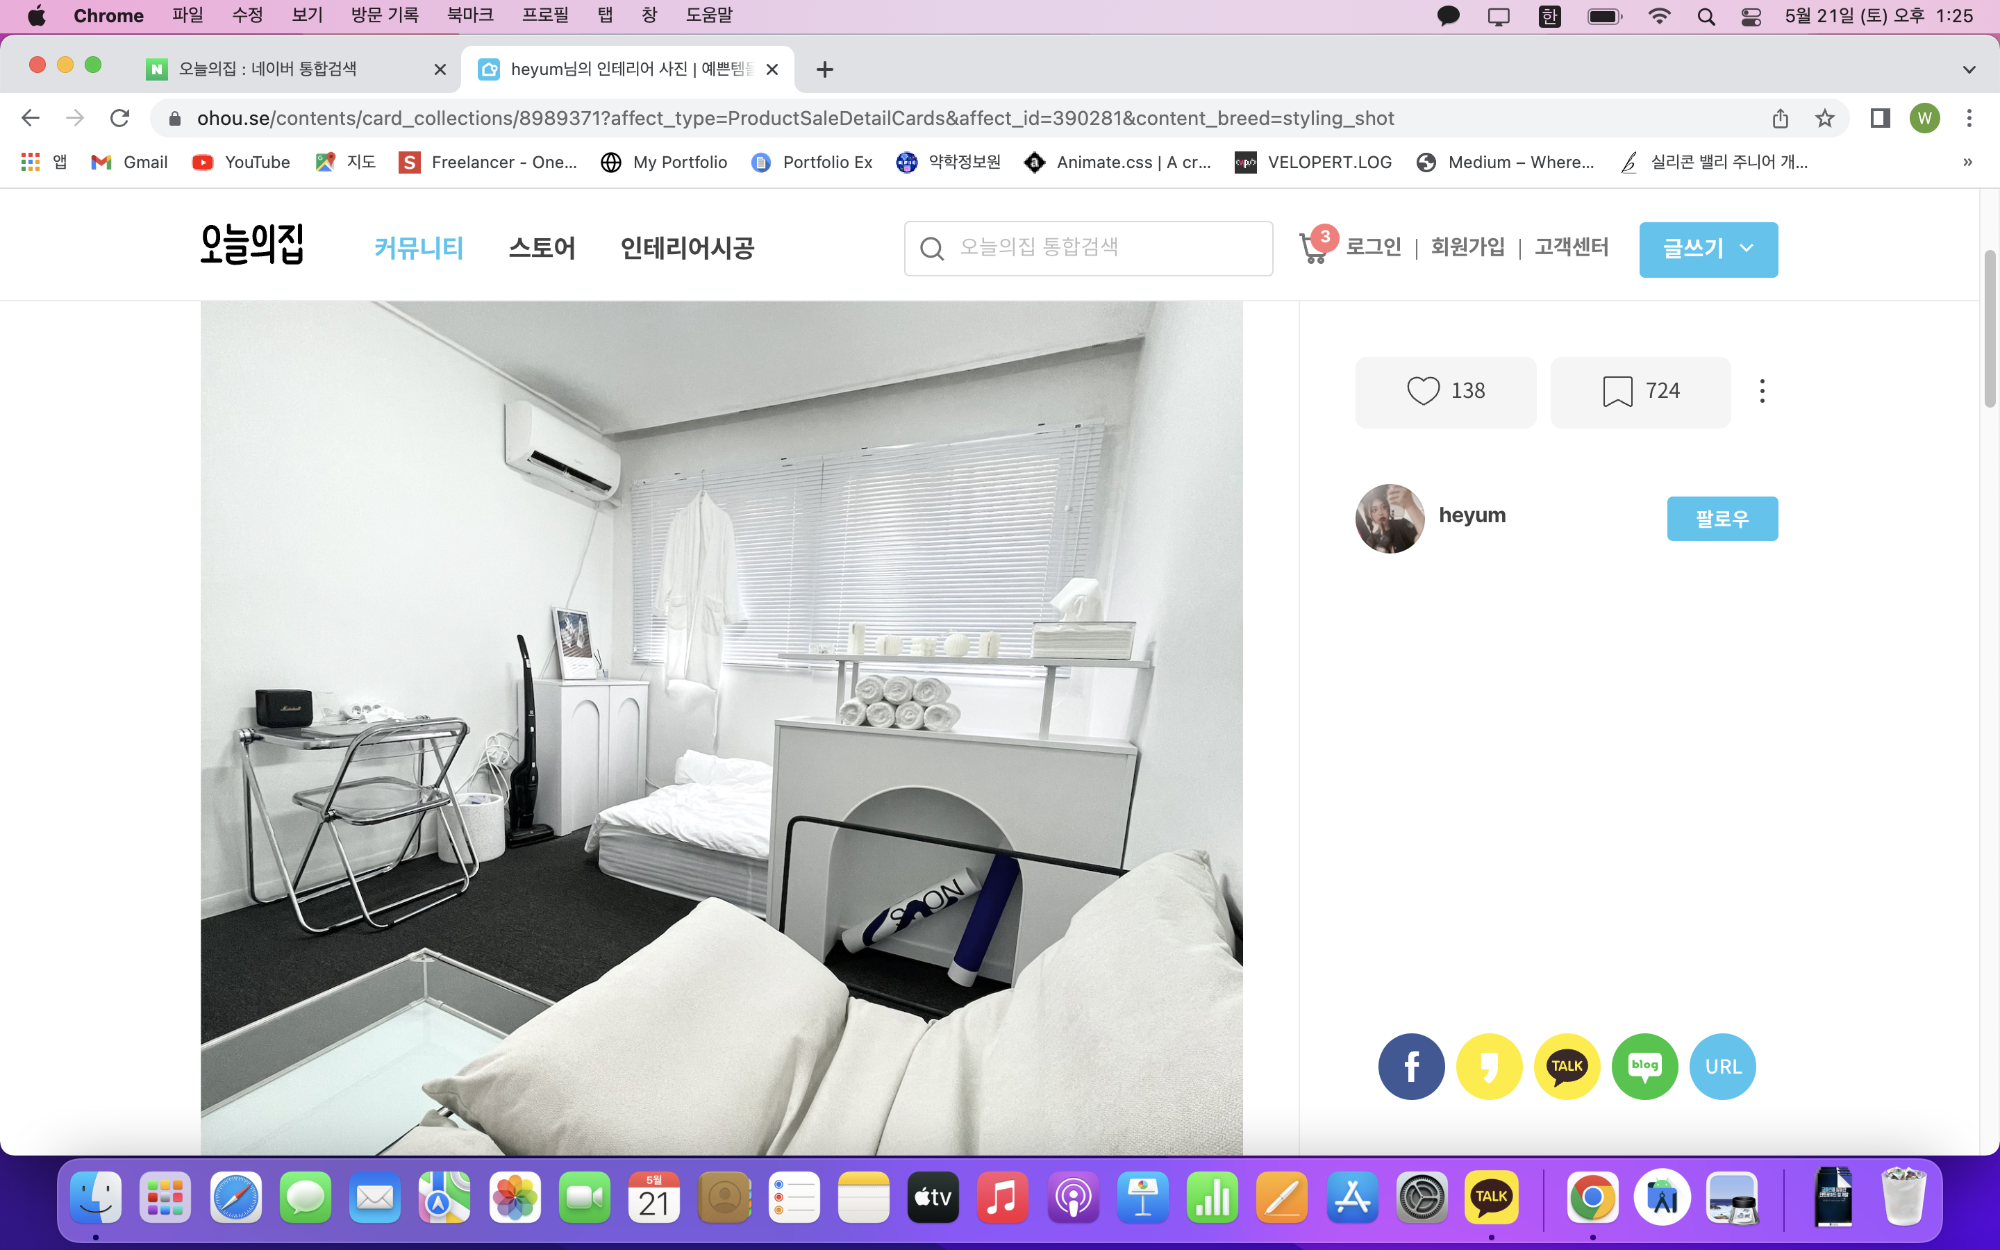 Chrome 파일 수정 보기 방문 기록 북마크 프로필 탭 창 도움말 한 5월 21일 (토) 오후 1:25
N 오늘의집 : 네이버 통합검색 heyum님의 인테리어 사진 | 예쁜템들
ohou.se/contents/card_collections/8989371?affect_type=ProductSaleDetailCards&affect_id=390281&content_breed=styling_shot W
앱 Gmail YouTube 지도 S Freelancer - One... My Portfolio Portfolio Ex 약학정보원 Animate.css | A cr... VELOPERT.LOG Medium – Where... 실리콘 밸리 주니어 개... »
오늘의집 커뮤니티 스토어 인테리어시공 오늘의집 통합검색 3 로그인 | 회원가입 | 고객센터 글쓰기
138 724
heyum 팔로우
Marshall
f TALK blog URL
5월
21 tv TALK